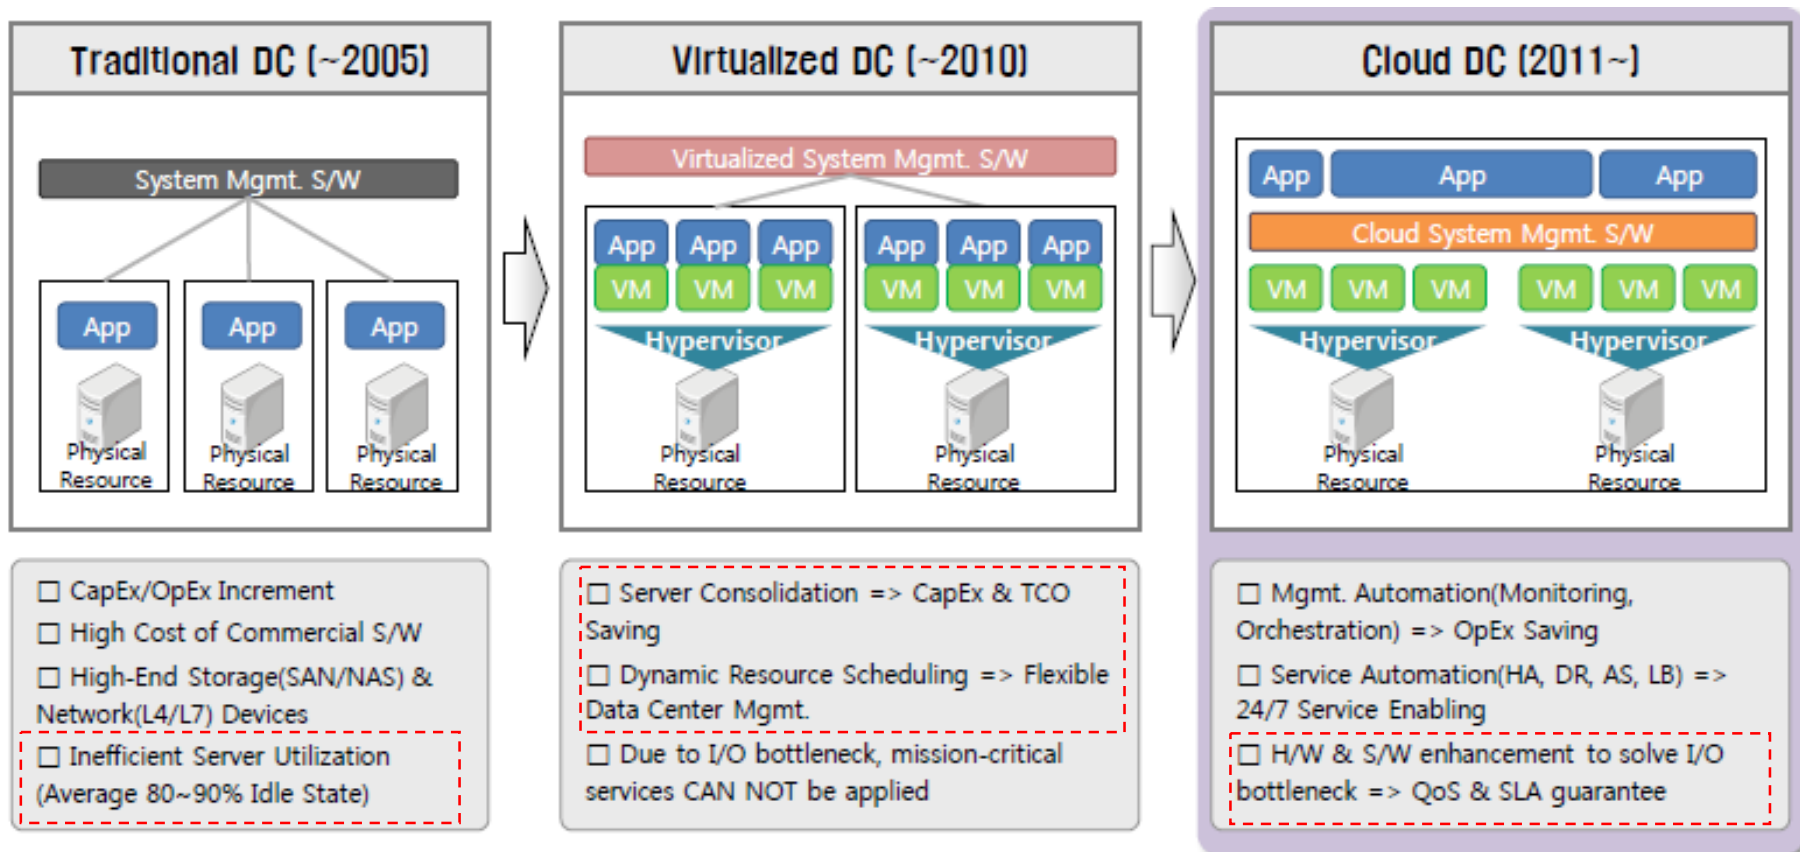 Traditional DC (~2005)
System Mgmt. S/W
App
App
App
Physical
Resource
Physical
Resource
Physical
Resource
☐ CapEx/OpEx Increment
☐ High Cost of Commercial S/W
☐ High-End Storage(SAN/NAS) &
Network(L4/L7) Devices
☐ Inefficient Server Utilization
(Average 80~90% Idle State)
Virtualized DC (~2010)
Virtualized System Mgmt. S/W
App App App
VM VM VM
Hypervisor
Physical
Resource
App App App
VM VM VM
Hypervisor
Physical
Resource
☐ Server Consolidation => CapEx & TCO
Saving
☐ Dynamic Resource Scheduling => Flexible
Data Center Mgmt.
☐ Due to I/O bottleneck, mission-critical
services CAN NOT be applied
Cloud DC (2011~)
App App App
Cloud System Mgmt. S/W
VM VM VM
Hypervisor
Physical
Resource
VM VM VM
Hypervisor
Physical
Resource
☐ Mgmt. Automation(Monitoring,
Orchestration) => OpEx Saving
☐ Service Automation(HA, DR, AS, LB) =>
24/7 Service Enabling
☐ H/W & S/W enhancement to solve I/O
bottleneck => QoS & SLA guarantee